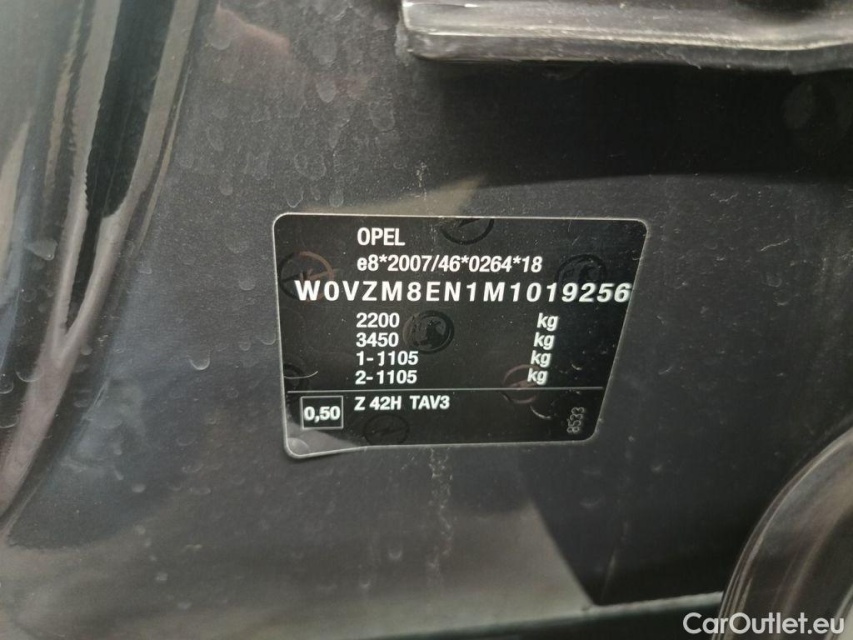 OPEL
e8*2007/46*0264*18
W0VZM8EN1M1019256
2200 kg
3450 kg
1-1105 kg
2-1105 kg
0,50 Z 42H TAV3
8533
CarOutlet.eu